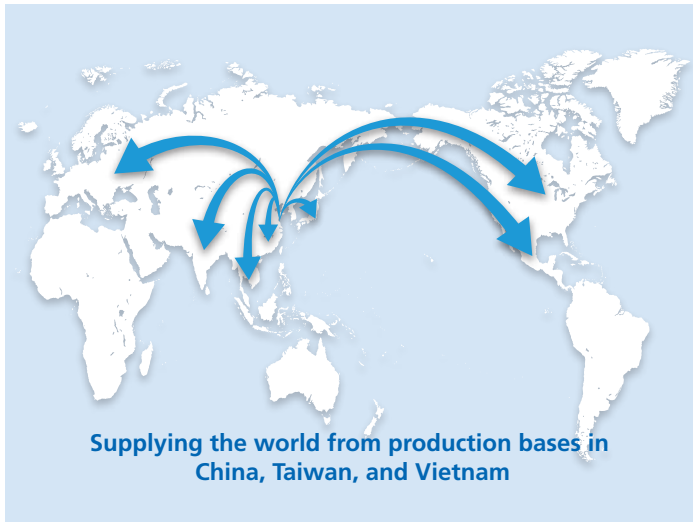 Supplying the world from production bases in
China, Taiwan, and Vietnam